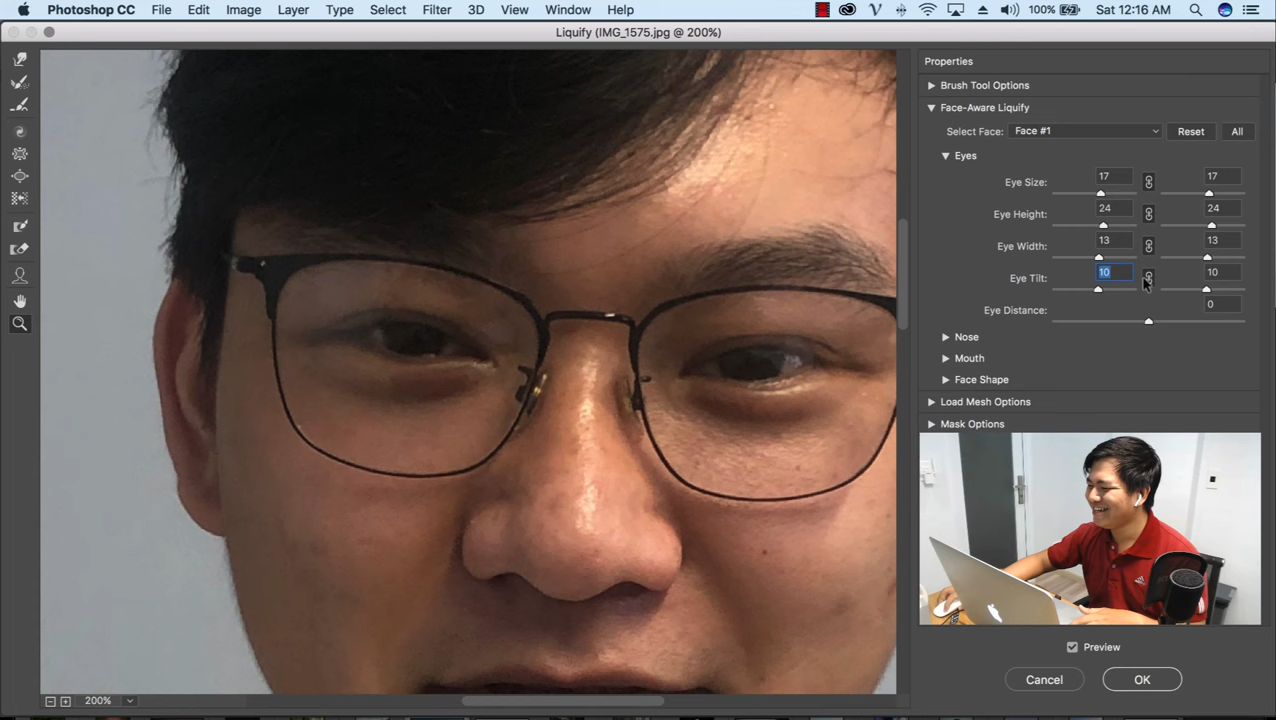 Photoshop CC File Edit Image Layer Type Select Filter 3D View Window Help 100% Sat 12:16 AM
Liquify (IMG_1575.jpg @ 200%)
Properties
Brush Tool Options
Face-Aware Liquify
Select Face: Face #1 Reset All
Eyes
Eye Size: 17 17
Eye Height: 24 24
Eye Width: 13 13
Eye Tilt: 10 10
Eye Distance: 0
Nose
Mouth
Face Shape
Load Mesh Options
Mask Options
Preview
Cancel OK
200%